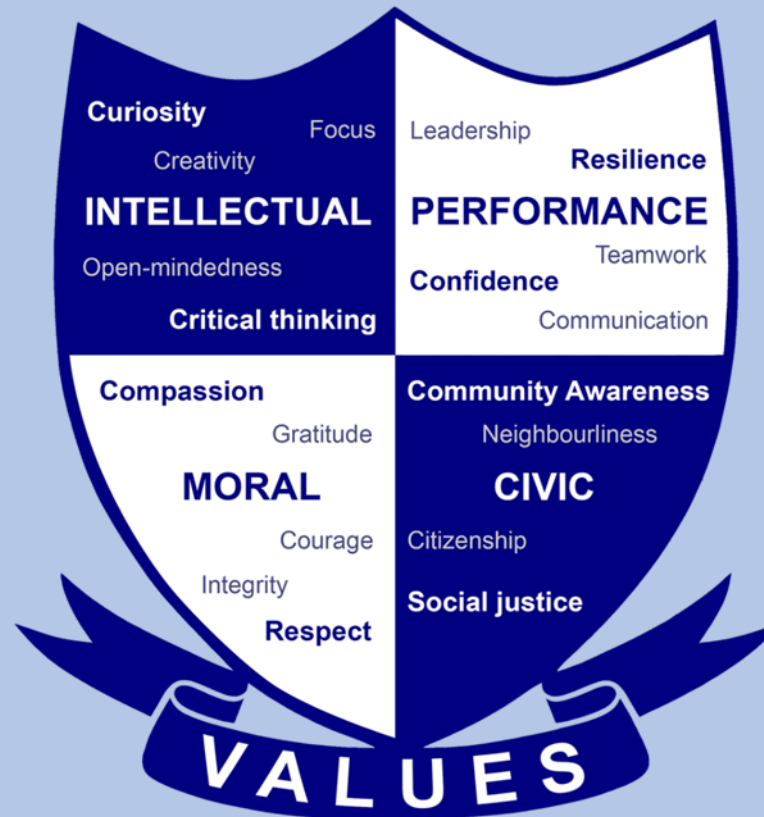 Curiosity
Focus
Creativity
INTELLECTUAL
Open-mindedness
Critical thinking
Leadership
Resilience
PERFORMANCE
Teamwork
Confidence
Communication
Compassion
Gratitude
MORAL
Courage
Integrity
Respect
Community Awareness
Neighbourliness
CIVIC
Citizenship
Social justice
VALUES